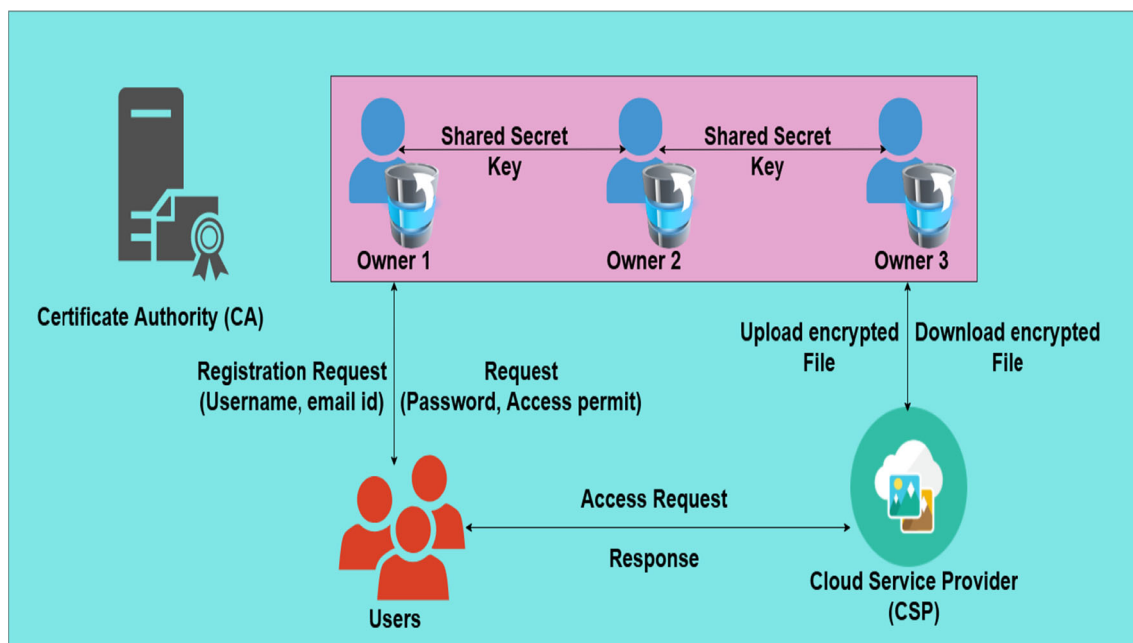 Shared Secret
Key
Shared Secret
Key
Owner 1
Owner 2
Owner 3
Certificate Authority (CA)
Registration Request
(Username, email id)
Request
(Password, Access permit)
Upload encrypted
File
Download encrypted
File
Access Request
Response
Users
Cloud Service Provider
(CSP)